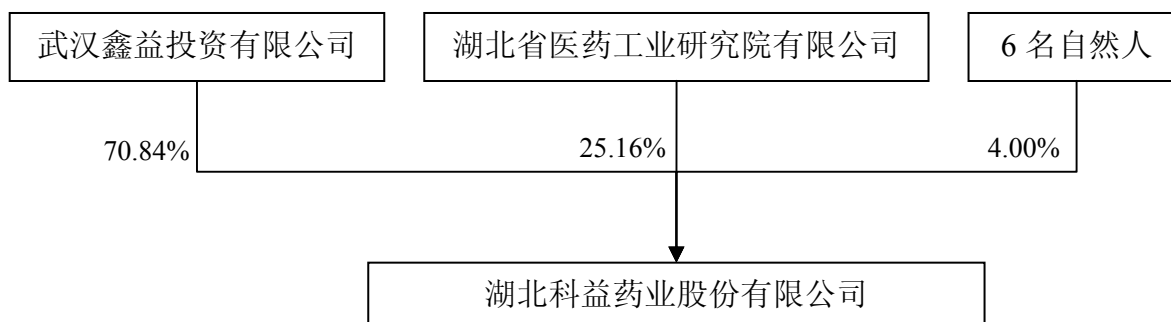 武汉鑫益投资有限公司
湖北省医药工业研究院有限公司
6 名自然人
70.84%
25.16%
4.00%
湖北科益药业股份有限公司